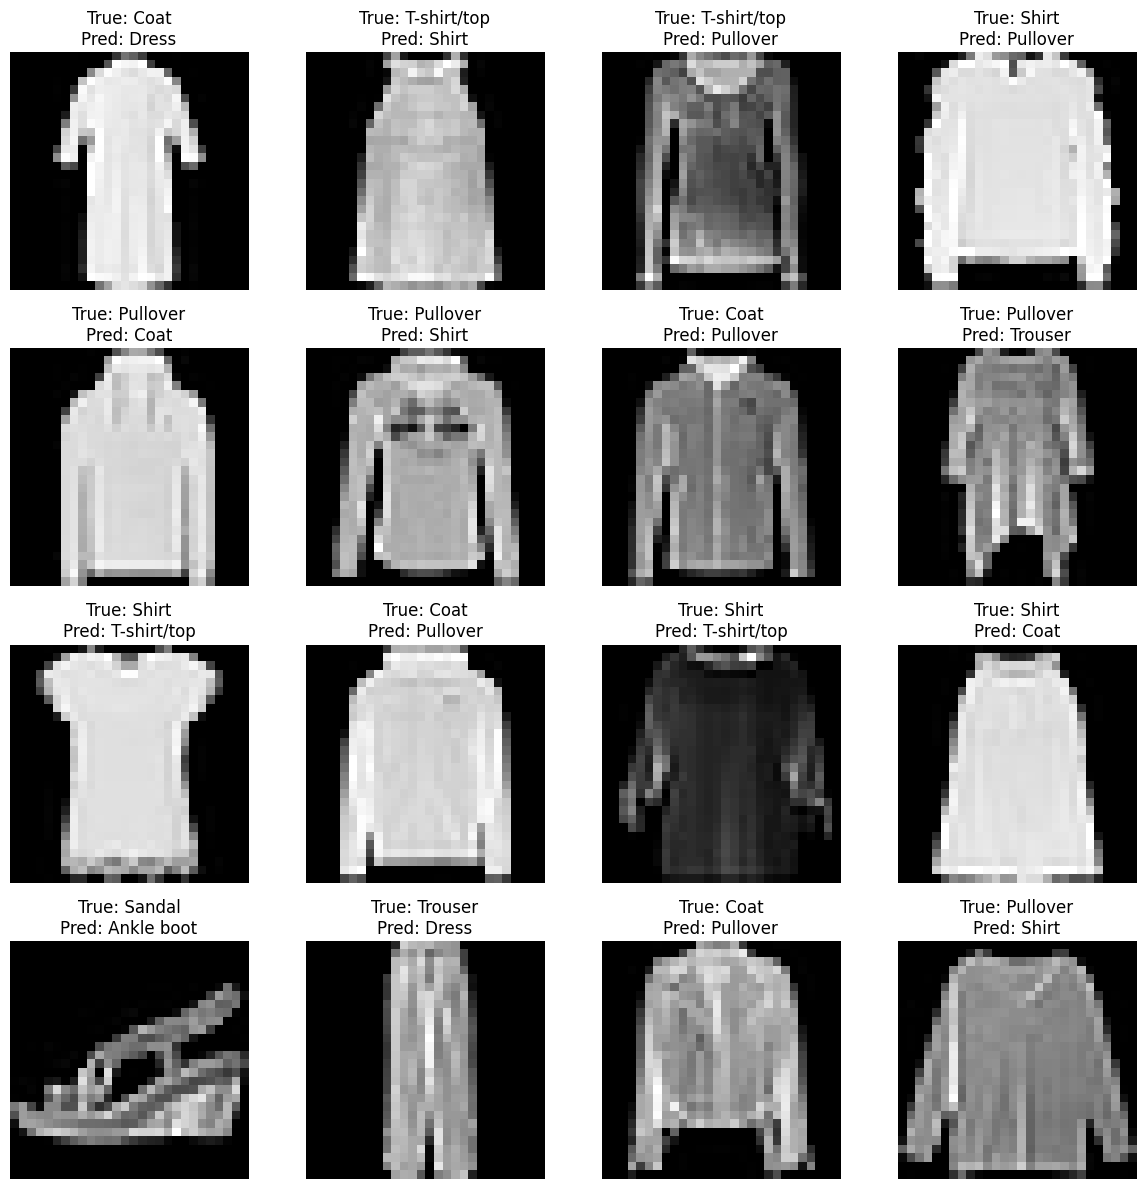 True: Coat
Pred: Dress
True: T-shirt/top
Pred: Shirt
True: T-shirt/top
Pred: Pullover
True: Shirt
Pred: Pullover
True: Pullover
Pred: Coat
True: Pullover
Pred: Shirt
True: Coat
Pred: Pullover
True: Pullover
Pred: Trouser
True: Shirt
Pred: T-shirt/top
True: Coat
Pred: Pullover
True: Shirt
Pred: T-shirt/top
True: Shirt
Pred: Coat
True: Sandal
Pred: Ankle boot
True: Trouser
Pred: Dress
True: Coat
Pred: Pullover
True: Pullover
Pred: Shirt